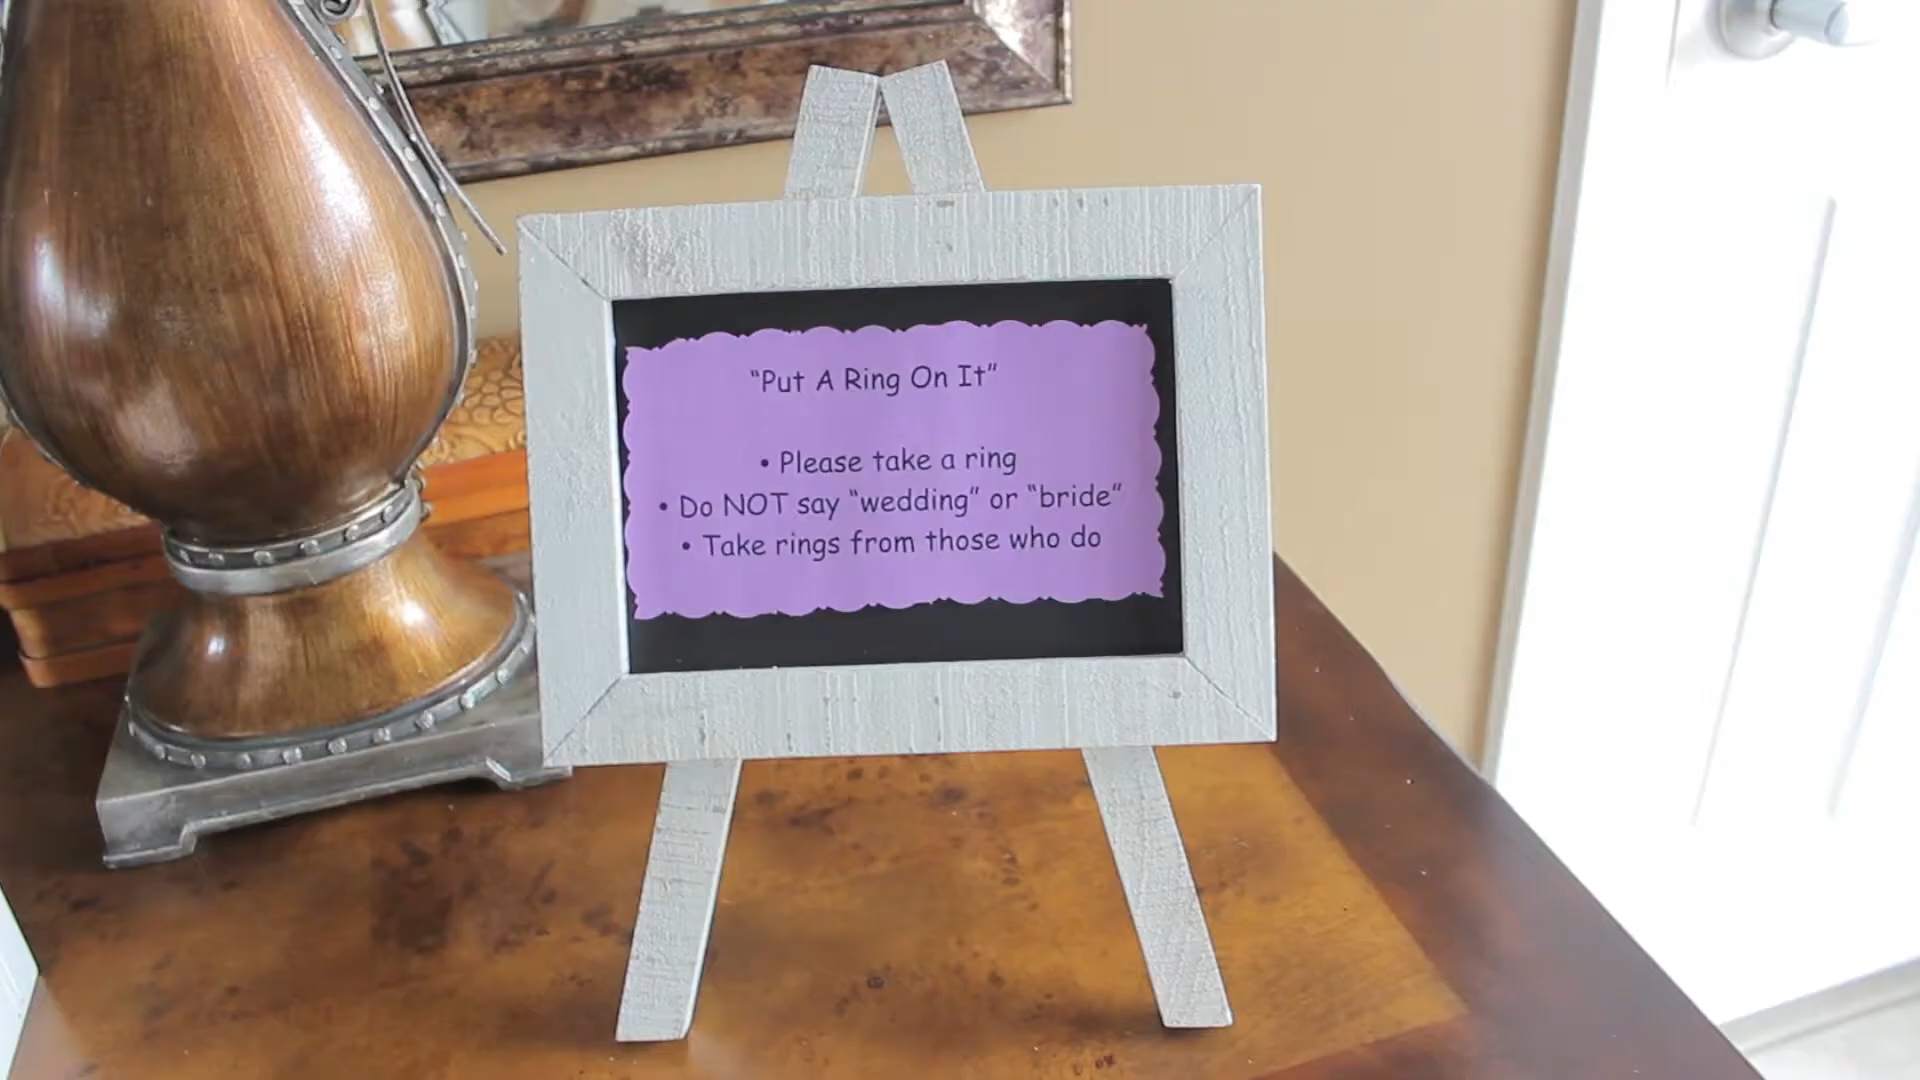 “Put A Ring On It”
• Please take a ring
• Do NOT say “wedding” or “bride”
• Take rings from those who do